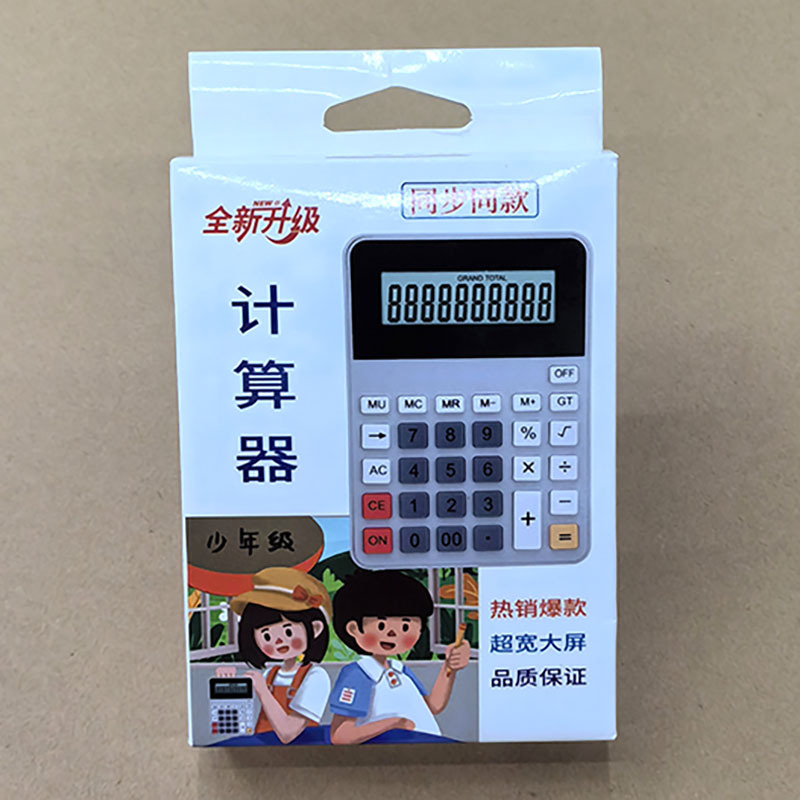 NEW
全新升级
同步同款
计算器
GRAND TOTAL
8888888888
OFF
MU MC MR M- M+ GT
→ 7 8 9 % √
AC 4 5 6 × ÷
CE 1 2 3 + −
ON 0 00 · =
少年级
热销爆款
超宽大屏
品质保证